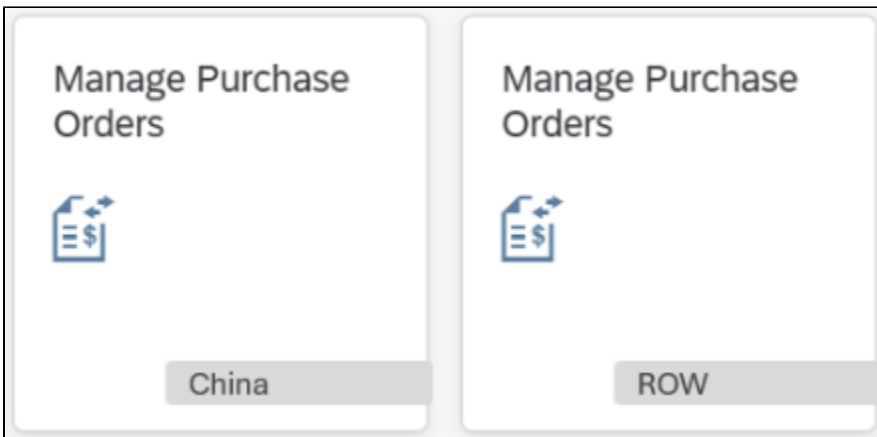 Manage Purchase
Orders
$
China
Manage Purchase
Orders
$
ROW